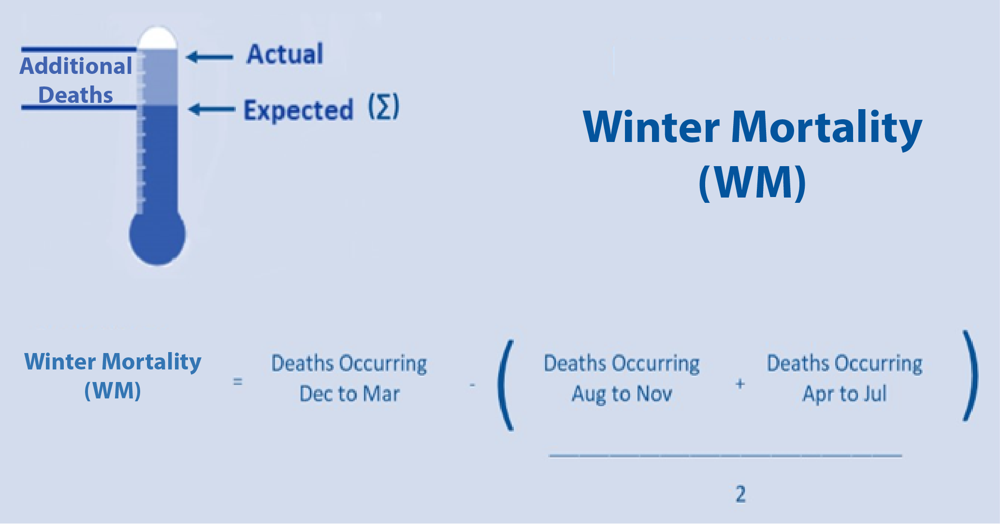 Additional
Deaths
Actual
Expected (Σ)
Winter Mortality
(WM)
Winter Mortality
(WM)
=
Deaths Occurring
Dec to Mar
-
(
Deaths Occurring
Aug to Nov
+
Deaths Occurring
Apr to Jul
)
2